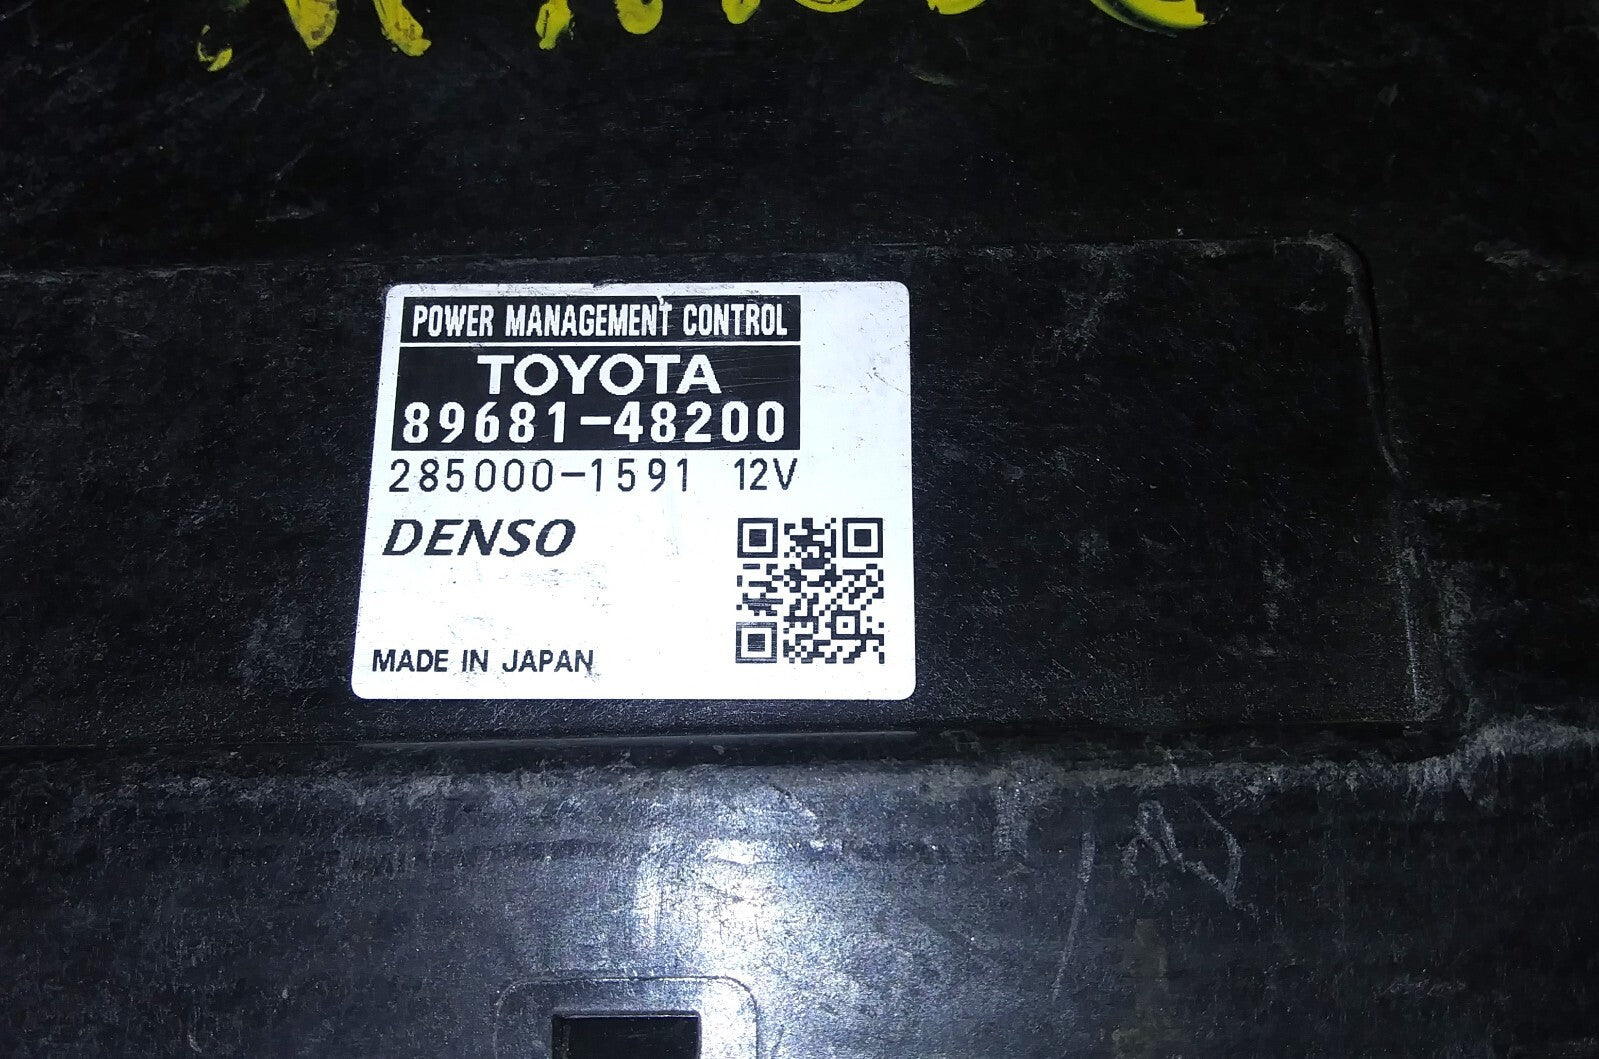 POWER MANAGEMENT CONTROL
TOYOTA
89681-48200
285000-1591 12V
DENSO
MADE IN JAPAN